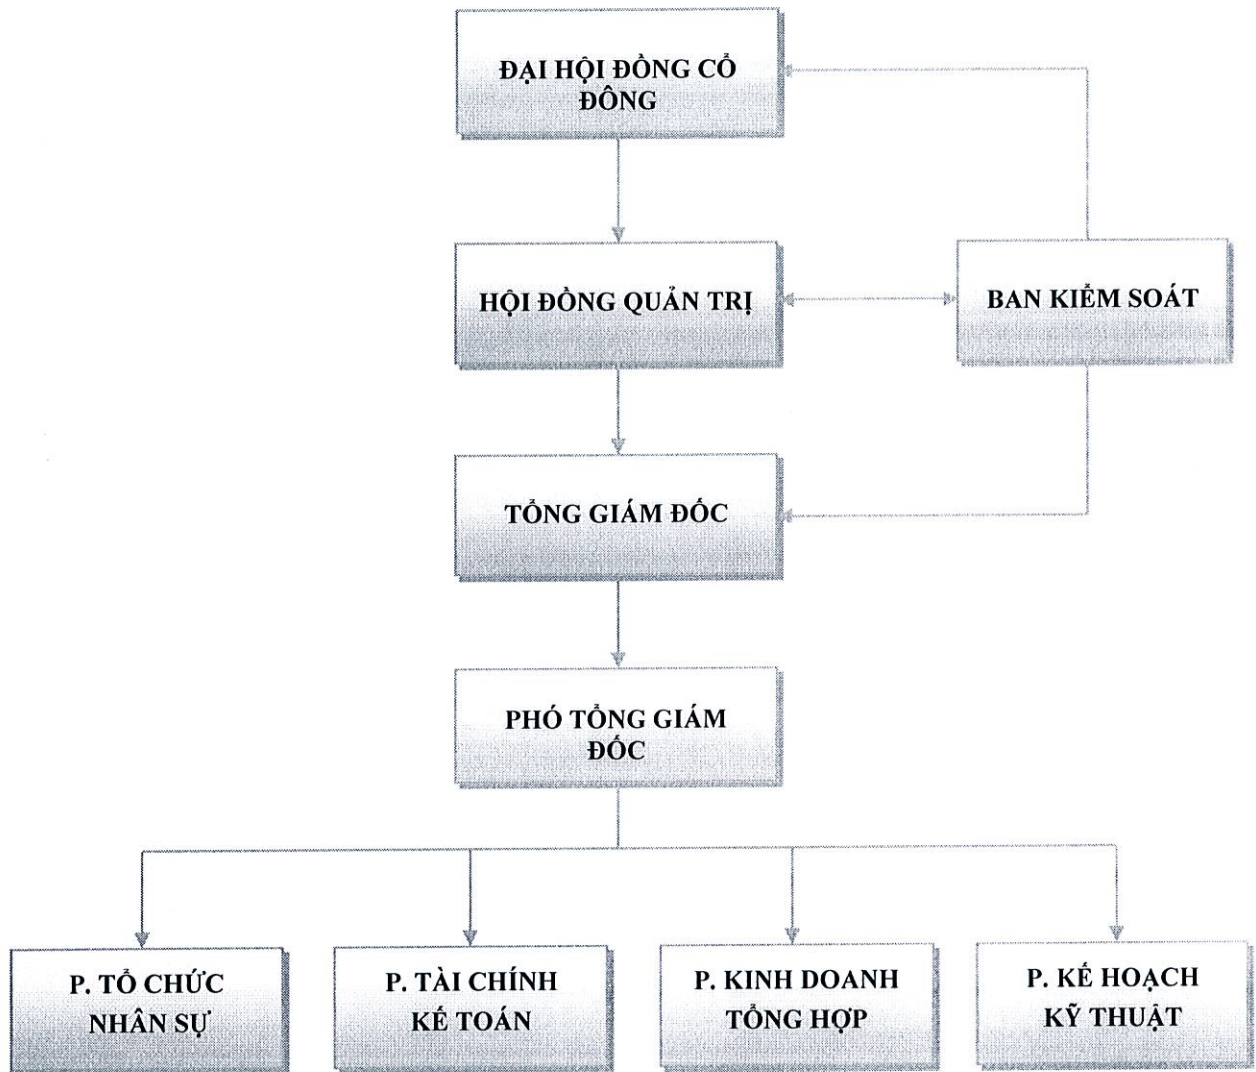 ĐẠI HỘI ĐỒNG CỔ
ĐÔNG
HỘI ĐỒNG QUẢN TRỊ
BAN KIỂM SOÁT
TỔNG GIÁM ĐỐC
PHÓ TỔNG GIÁM
ĐỐC
P. TỔ CHỨC
NHÂN SỰ
P. TÀI CHÍNH
KẾ TOÁN
P. KINH DOANH
TỔNG HỢP
P. KẾ HOẠCH
KỸ THUẬT